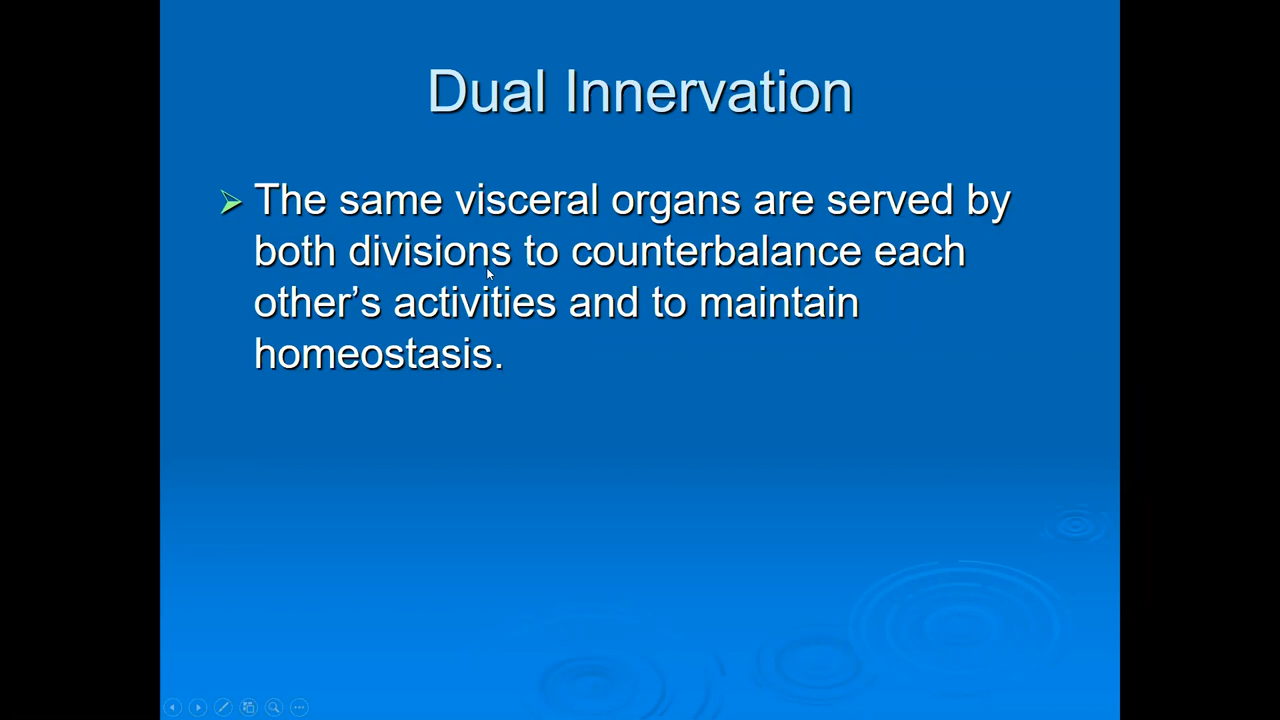 Dual Innervation
The same visceral organs are served by
both divisions to counterbalance each
other’s activities and to maintain
homeostasis.